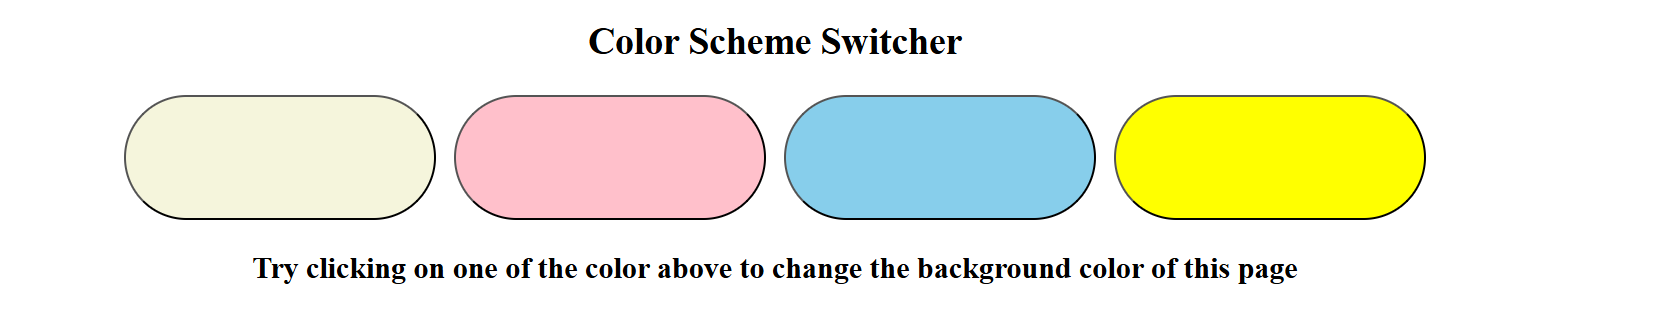 Color Scheme Switcher
Try clicking on one of the color above to change the background color of this page